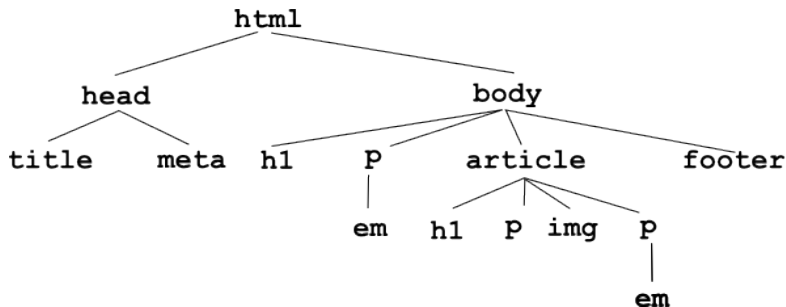 html
head body
title meta h1 p article footer
em h1 p img p
em